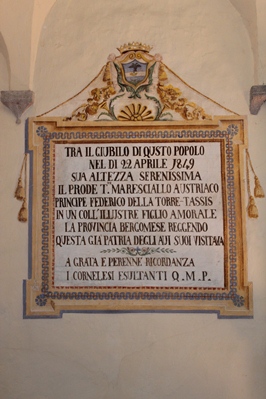 TRA IL GIUBILO DI QUSTO POPOLO
NEL DI 22 APRILE 1849
SUA ALTEZZA SERENISSIMA
IL PRODE T. MARESCIALLO AUSTRIACO
PRINCIPE FEDERICO DELLA TORRE-TASSIS
IN UN COLL'ILLUSTRE FIGLIO AMORALE
LA PROVINCIA BERGOMESE REGGENDO
QUESTA GIÀ PATRIA DEGLI AVI SUOI VISITAVA
A GRATA E PERENNE RICORDANZA
I CORNELESI ESULTANTI Q. M. P.